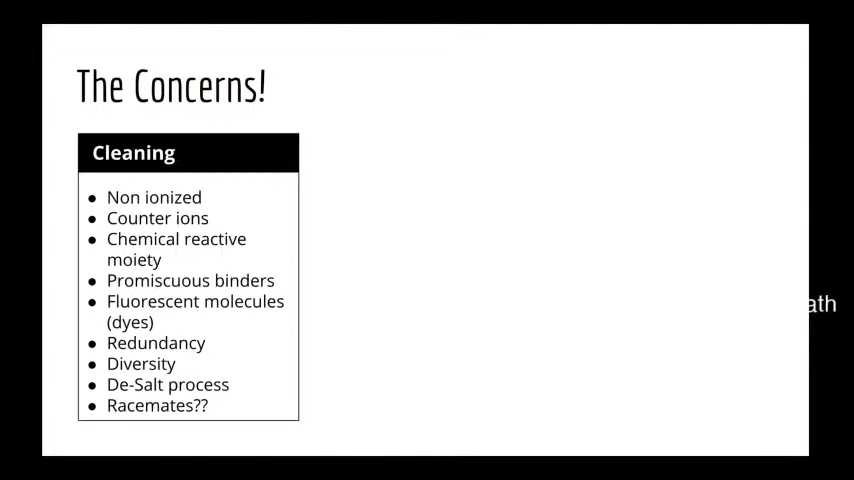 The Concerns!
Cleaning
● Non ionized
● Counter ions
● Chemical reactive
moiety
● Promiscuous binders
● Fluorescent molecules
(dyes)
● Redundancy
● Diversity
● De-Salt process
● Racemates??
ath